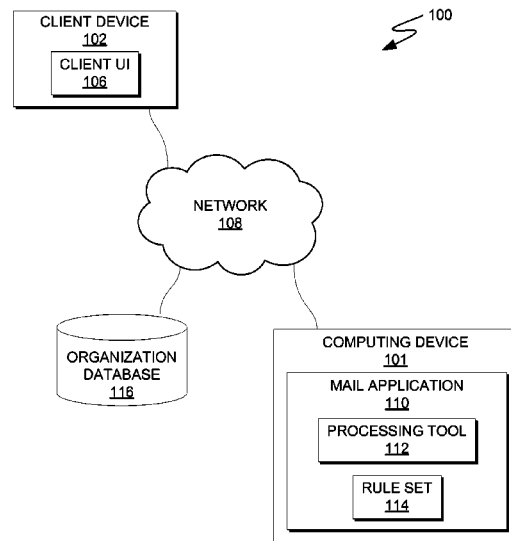 CLIENT DEVICE
102
CLIENT UI
106
100
NETWORK
108
ORGANIZATION
DATABASE
116
COMPUTING DEVICE
101
MAIL APPLICATION
110
PROCESSING TOOL
112
RULE SET
114